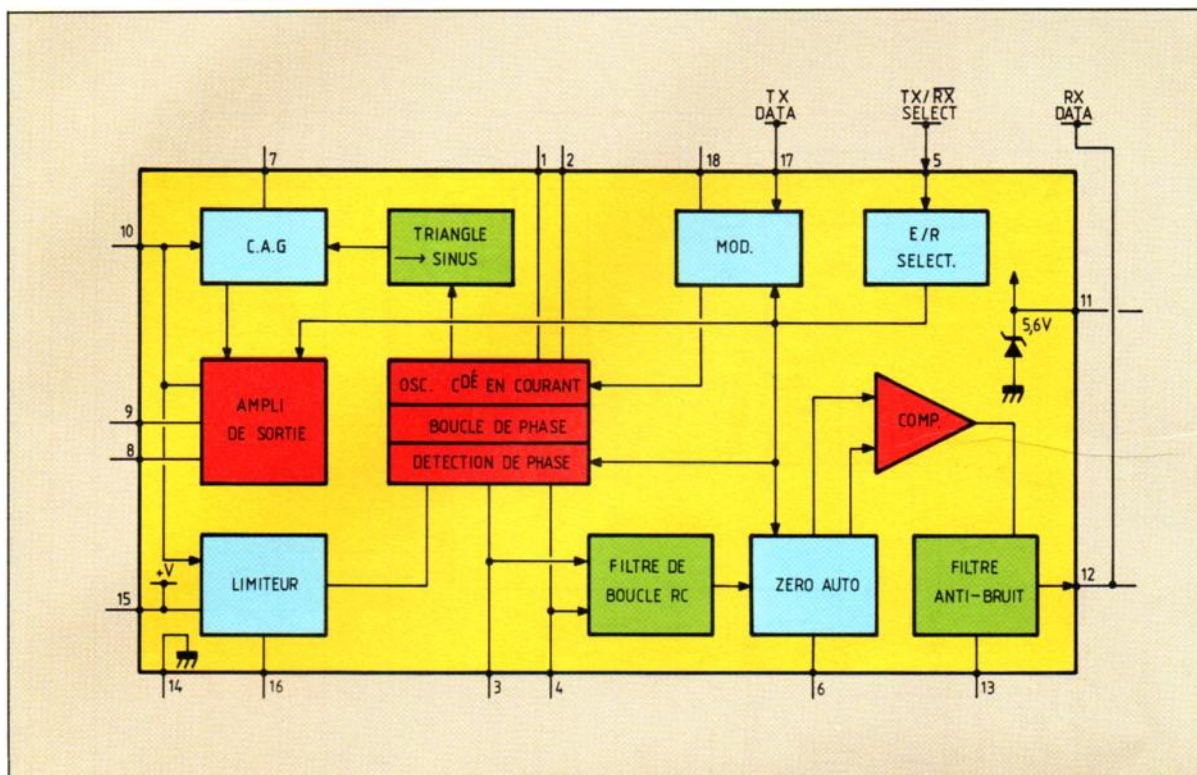 TX DATA
TX/RX SELECT
RX DATA
7
1
2
18
17
5
10
C.A.G
TRIANGLE
→ SINUS
MOD.
E/R
SELECT.
11
5,6V
AMPLI
DE SORTIE
9
8
OSC. CDÉ EN COURANT
BOUCLE DE PHASE
DETECTION DE PHASE
COMP.
+V
15
LIMITEUR
FILTRE DE
BOUCLE RC
ZERO AUTO
FILTRE
ANTI-BRUIT
12
14
16
3
4
6
13